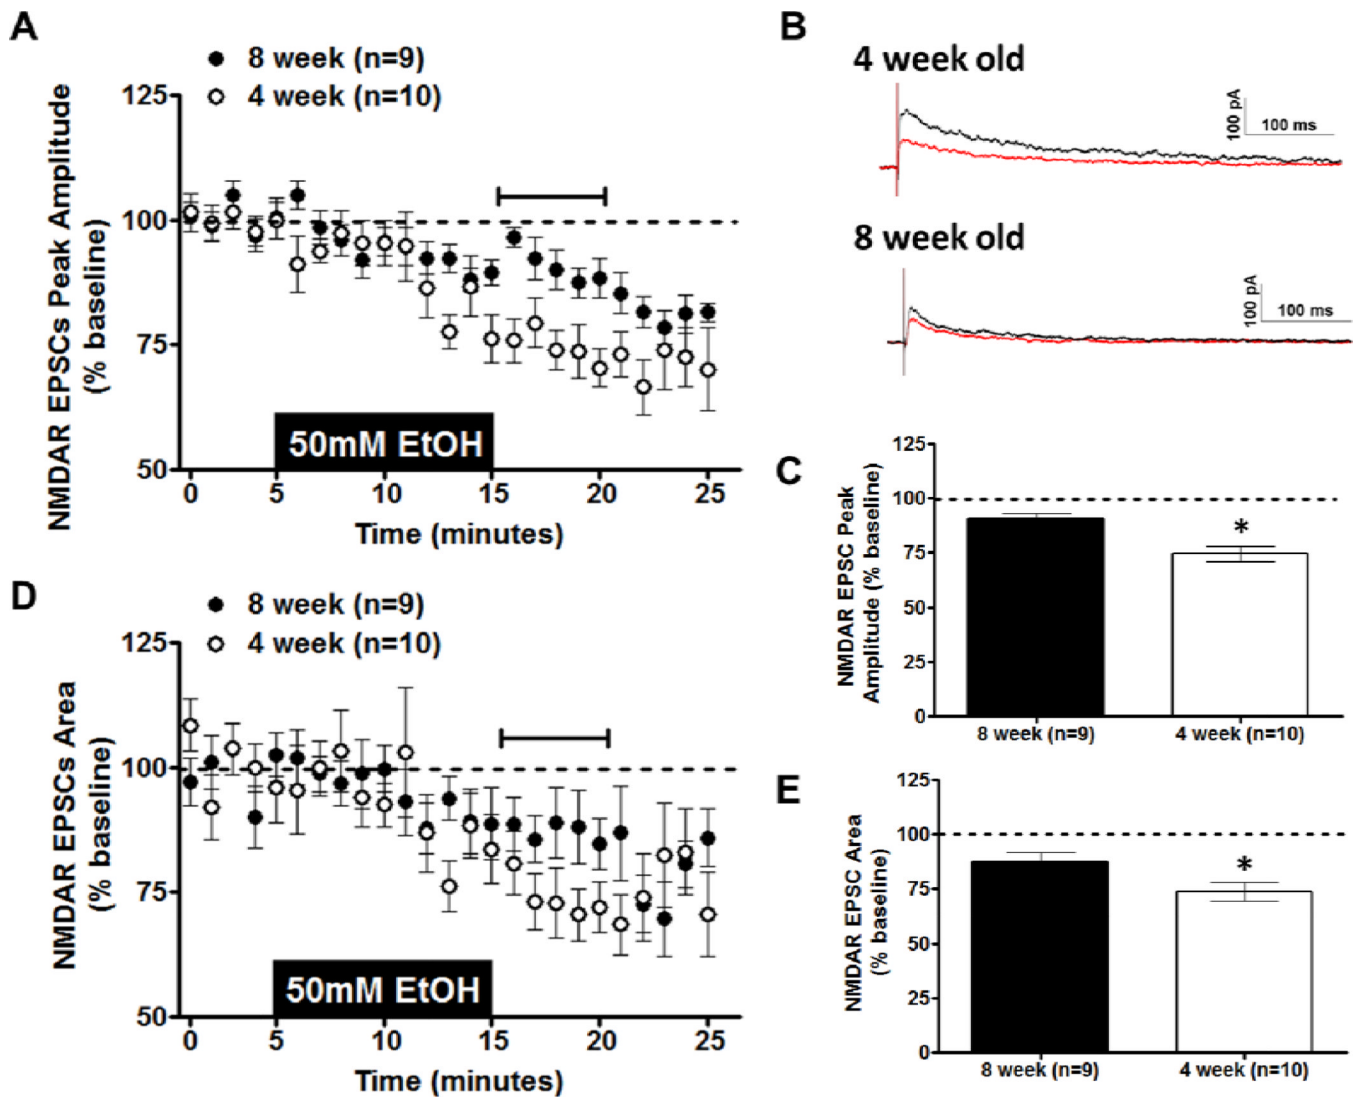 A
8 week (n=9)
4 week (n=10)
NMDAR EPSCs Peak Amplitude
(% baseline)
125
100
75
50
50mM EtOH
0 5 10 15 20 25
Time (minutes)
B
4 week old
100 pA
100 ms
8 week old
100 pA
100 ms
C
NMDAR EPSC Peak
Amplitude (% baseline)
125
100
75
50
25
0
*
8 week (n=9) 4 week (n=10)
D
8 week (n=9)
4 week (n=10)
NMDAR EPSCs Area
(% baseline)
125
100
75
50
50mM EtOH
0 5 10 15 20 25
Time (minutes)
E
NMDAR EPSC Area
(% baseline)
125
100
75
50
25
0
*
8 week (n=9) 4 week (n=10)